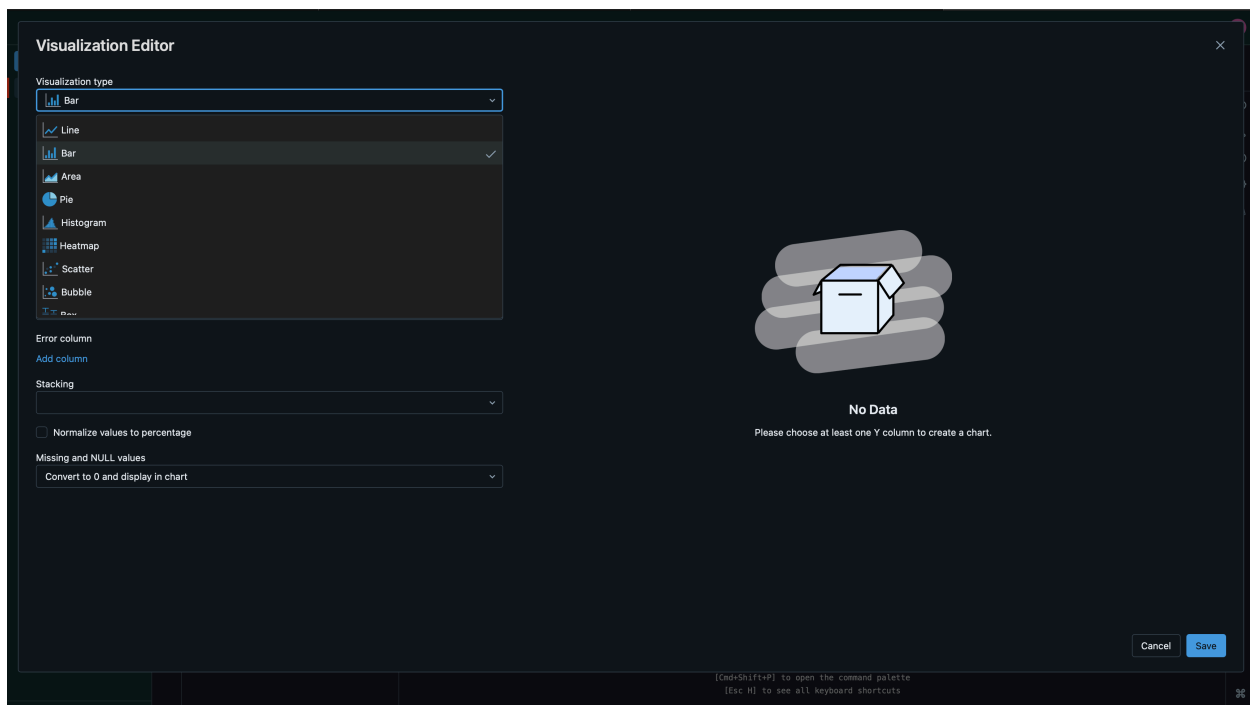 Visualization Editor
Visualization type
Bar
Line
Bar
Area
Pie
Histogram
Heatmap
Scatter
Bubble
Box
Error column
Add column
Stacking
Normalize values to percentage
Missing and NULL values
Convert to 0 and display in chart
No Data
Please choose at least one Y column to create a chart.
Cancel
Save
[Cmd+Shift+P] to open the command palette
[Esc H] to see all keyboard shortcuts